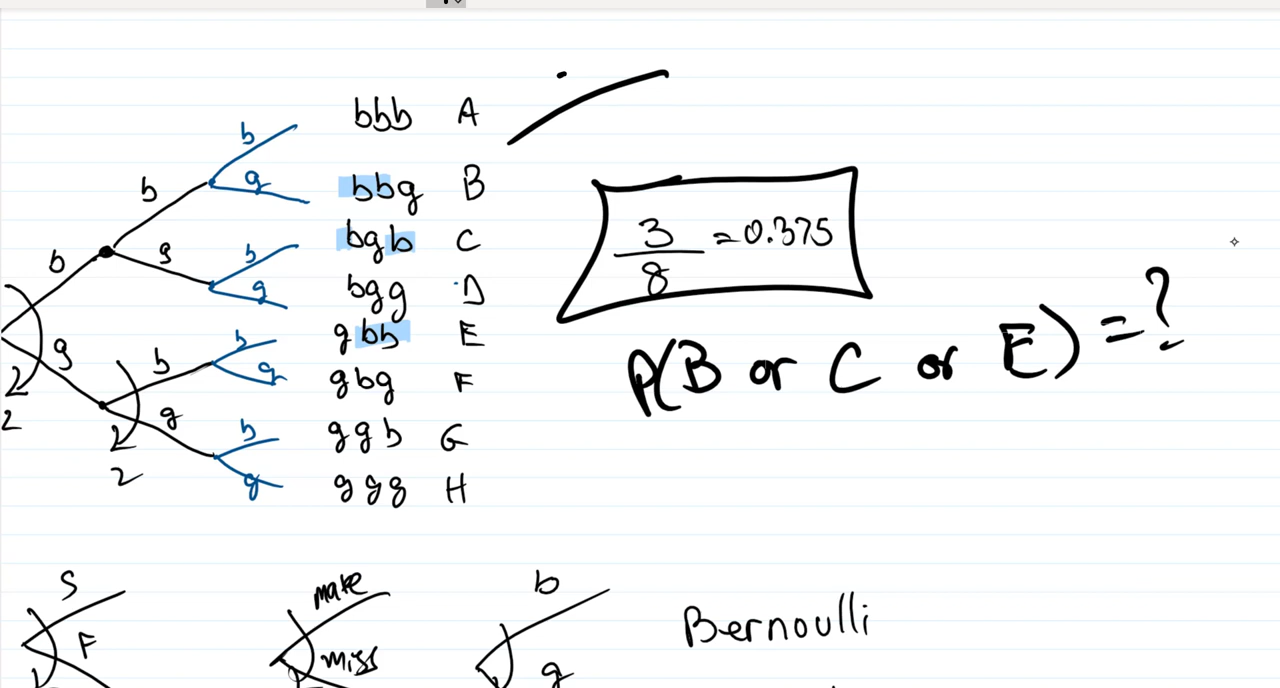 bbb A
b
g
bbg B
b
3/8 = 0.375
bgb C
g
b
b
bgg D
g
P(B or C or E) = ?
gbb E
b
g
b
gbg F
g
2
2
g
ggb G
b
2
2
ggg H
g
S
make
b
F
miss
g
Bernoulli